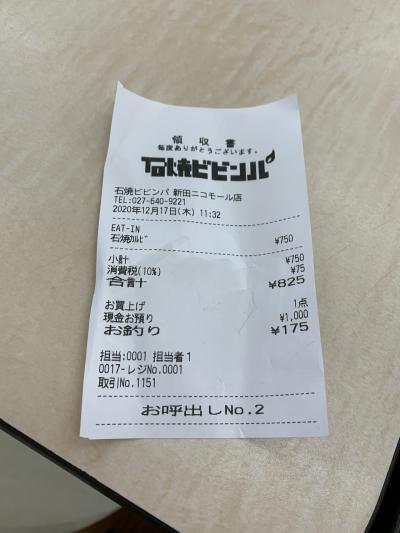 領 収 書
毎度ありがとうございます。
石焼ビビンバ
石焼ビビンバ 新田ニコモール店
TEL:027-640-9221
2020年12月17日(木) 11:32
EAT-IN
石焼ｶﾙﾋﾞ ¥750
小計 ¥750
消費税(10%) ¥75
合計 ¥825
お買上げ 1点
現金お預り ¥1,000
お釣り ¥175
担当:0001 担当者1
0017-レジNo.0001
取引No.1151
お呼出しNo.2